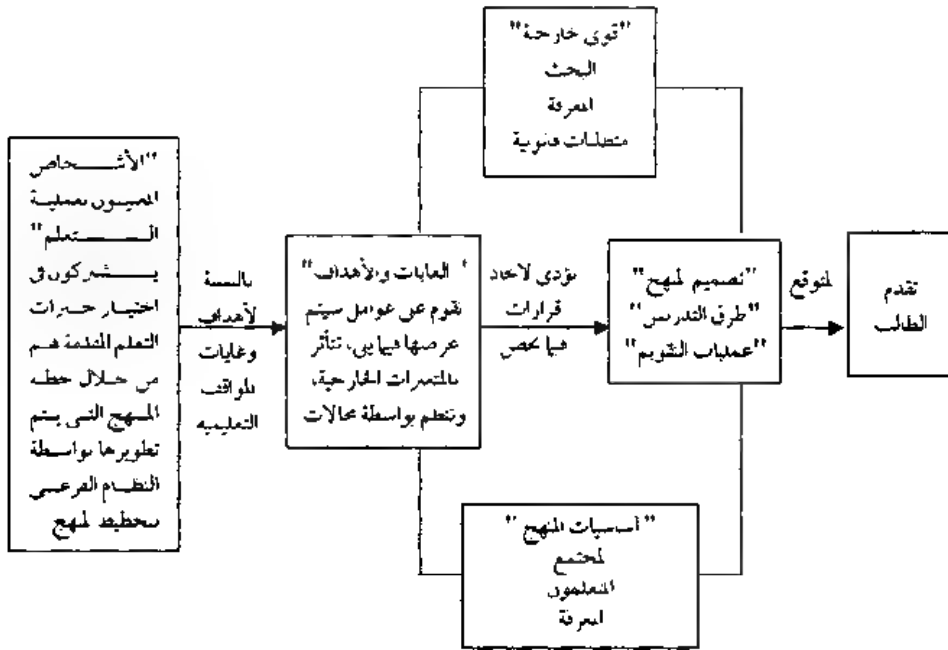 "الأشخاص
المعنيون بعملية
التعلم"
يشتركون في
اختيار خبرات
التعلم المقدمة لهم
من خلال خطة
المنهج التي يتم
تطويرها بواسطة
النظام الفرعي
لتخطيط المنهج
بالنسبة
لأهداف
وغايات
المواقف
التعليمية
"الغايات والأهداف"
تقوم على عوامل سيتم
عرضها فيما يلي، تتأثر
بالمتغيرات الخارجية،
وتنظم بواسطة مجالات
"قوى خارجية"
البحث
المعرفة
متطلبات قانونية
تؤدي لاتخاذ
قرارات
فيما يخص
"أساسيات المنهج"
المجتمع
المتعلمون
المعرفة
"تصميم المنهج"
"طرق التدريس"
"عمليات التقويم"
لتوقع
تقدم
الطالب